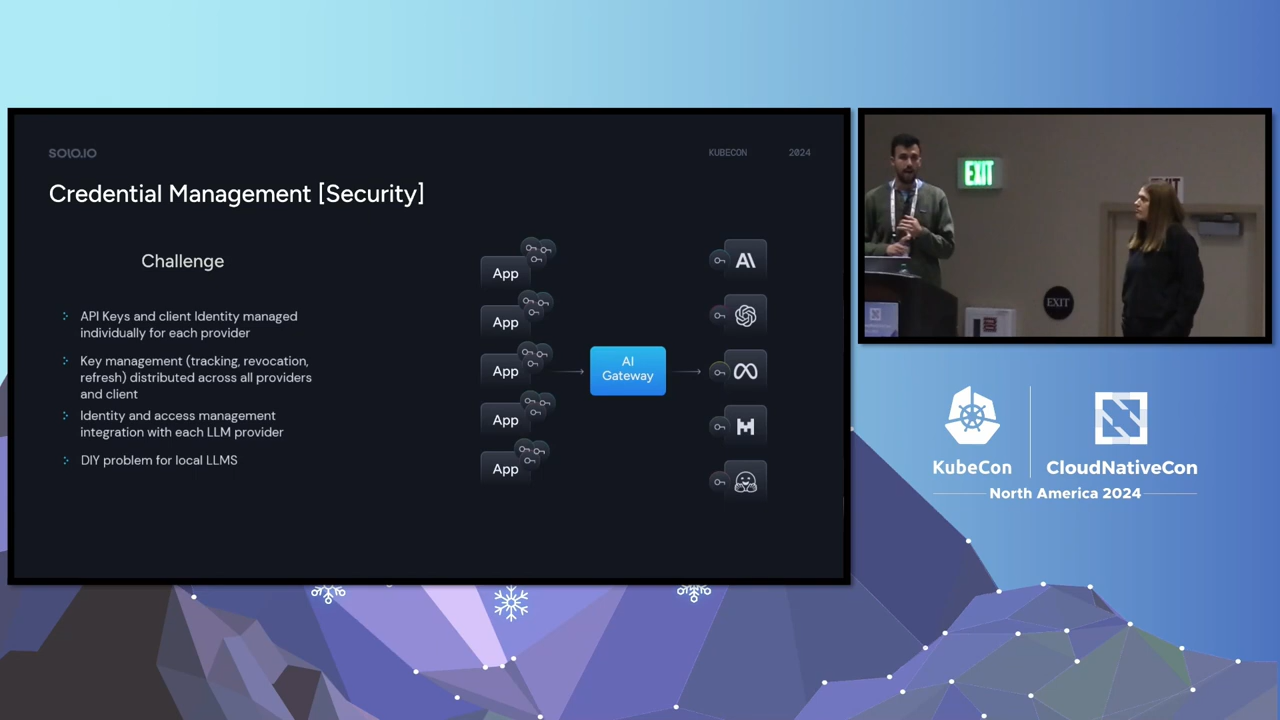 SOLO.IO
KUBECON 2024
Credential Management [Security]
Challenge
API Keys and client Identity managed
individually for each provider
Key management (tracking, revocation,
refresh) distributed across all providers
and client
Identity and access management
integration with each LLM provider
DIY problem for local LLMS
App
App
App
App
App
AI
Gateway
EXIT
EXIT
EXIT
KubeCon
CloudNativeCon
North America 2024